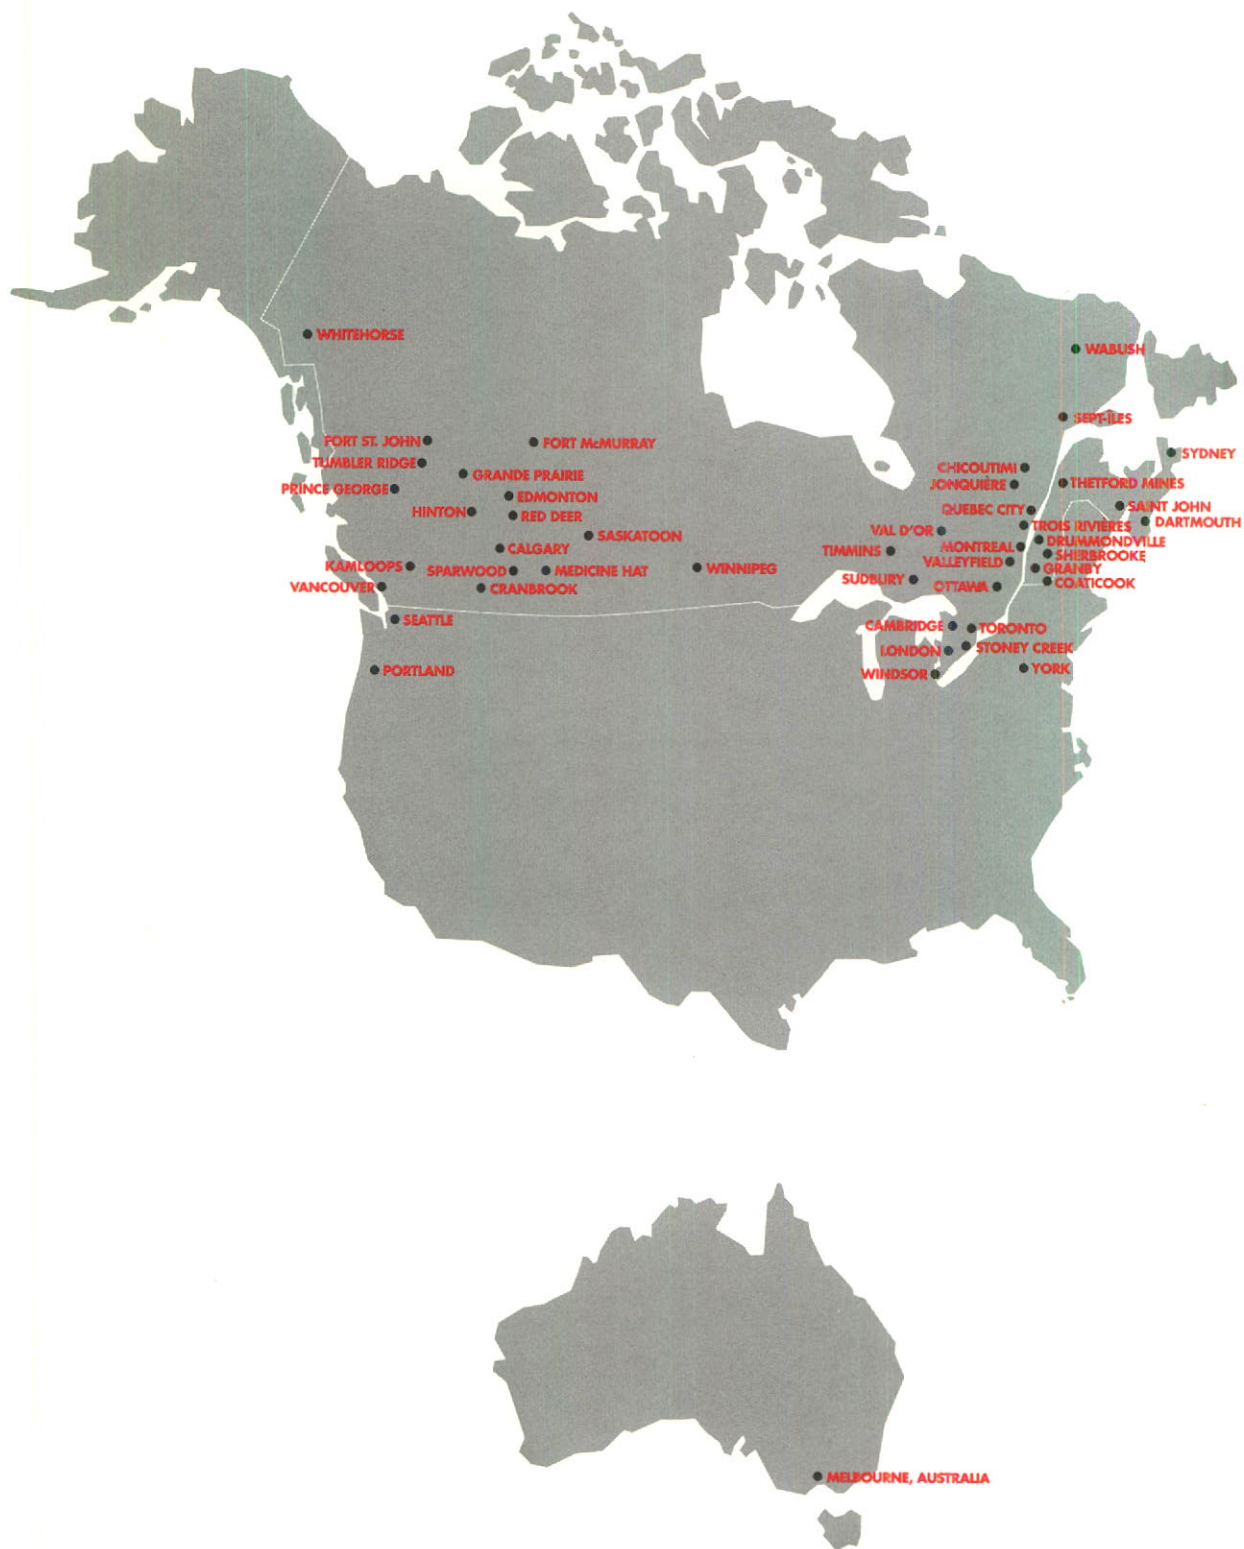 WHITEHORSE
WABUSH
SEPT-ÎLES
FORT ST. JOHN
FORT McMURRAY
SYDNEY
TUMBLER RIDGE
CHICOUTIMI
GRANDE PRAIRIE
JONQUIÈRE
THETFORD MINES
PRINCE GEORGE
EDMONTON
SAINT JOHN
HINTON
QUEBEC CITY
RED DEER
DARTMOUTH
TROIS RIVIÈRES
VAL D'OR
SASKATOON
DRUMMONDVILLE
CALGARY
TIMMINS
MONTREAL
SHERBROOKE
VALLEYFIELD
KAMLOOPS
SPARWOOD
MEDICINE HAT
WINNIPEG
GRANBY
SUDBURY
COATICOOK
VANCOUVER
CRANBROOK
OTTAWA
SEATTLE
CAMBRIDGE
TORONTO
STONEY CREEK
LONDON
PORTLAND
WINDSOR
YORK
MELBOURNE, AUSTRALIA